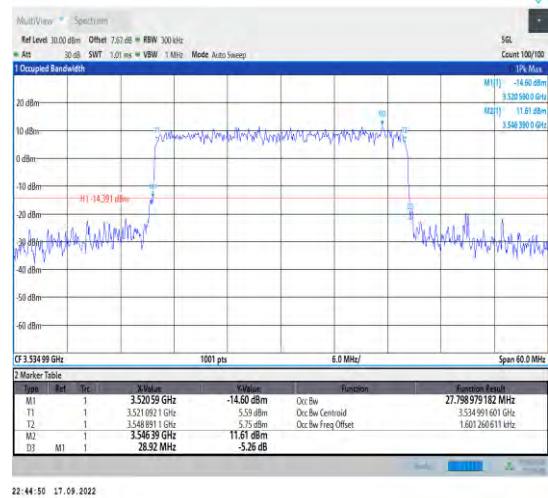 MultiView Spectrum
Ref Level 30.00 dBm Offset 7.67 dB RBW 300 kHz SGL
Att 30 dB SWT 1.01 ms VBW 1 MHz Mode Auto Sweep Count 100/100
1 Occupied Bandwidth 1Pk Max
M1[1] -14.60 dBm
3.520 590 0 GHz
M2[1] 11.61 dBm
3.546 390 0 GHz
20 dBm
10 dBm
0 dBm
-10 dBm
H1 -14.391 dBm
-20 dBm
-30 dBm
-40 dBm
-50 dBm
-60 dBm
CF 3.534 99 GHz 1001 pts 6.0 MHz/ Span 60.0 MHz
2 Marker Table
Type Ref Trc X-Value Y-Value Function Function Result
M1 1 3.520 59 GHz -14.60 dBm Occ Bw 27.798 979 182 MHz
T1 1 3.521 092 1 GHz 5.59 dBm Occ Bw Centroid 3.534 991 601 GHz
T2 1 3.548 891 1 GHz 5.75 dBm Occ Bw Freq Offset 1.601 260 611 kHz
M2 1 3.546 39 GHz 11.61 dBm
D3 M1 1 28.92 MHz -5.26 dB
22:44:50 17.09.2022